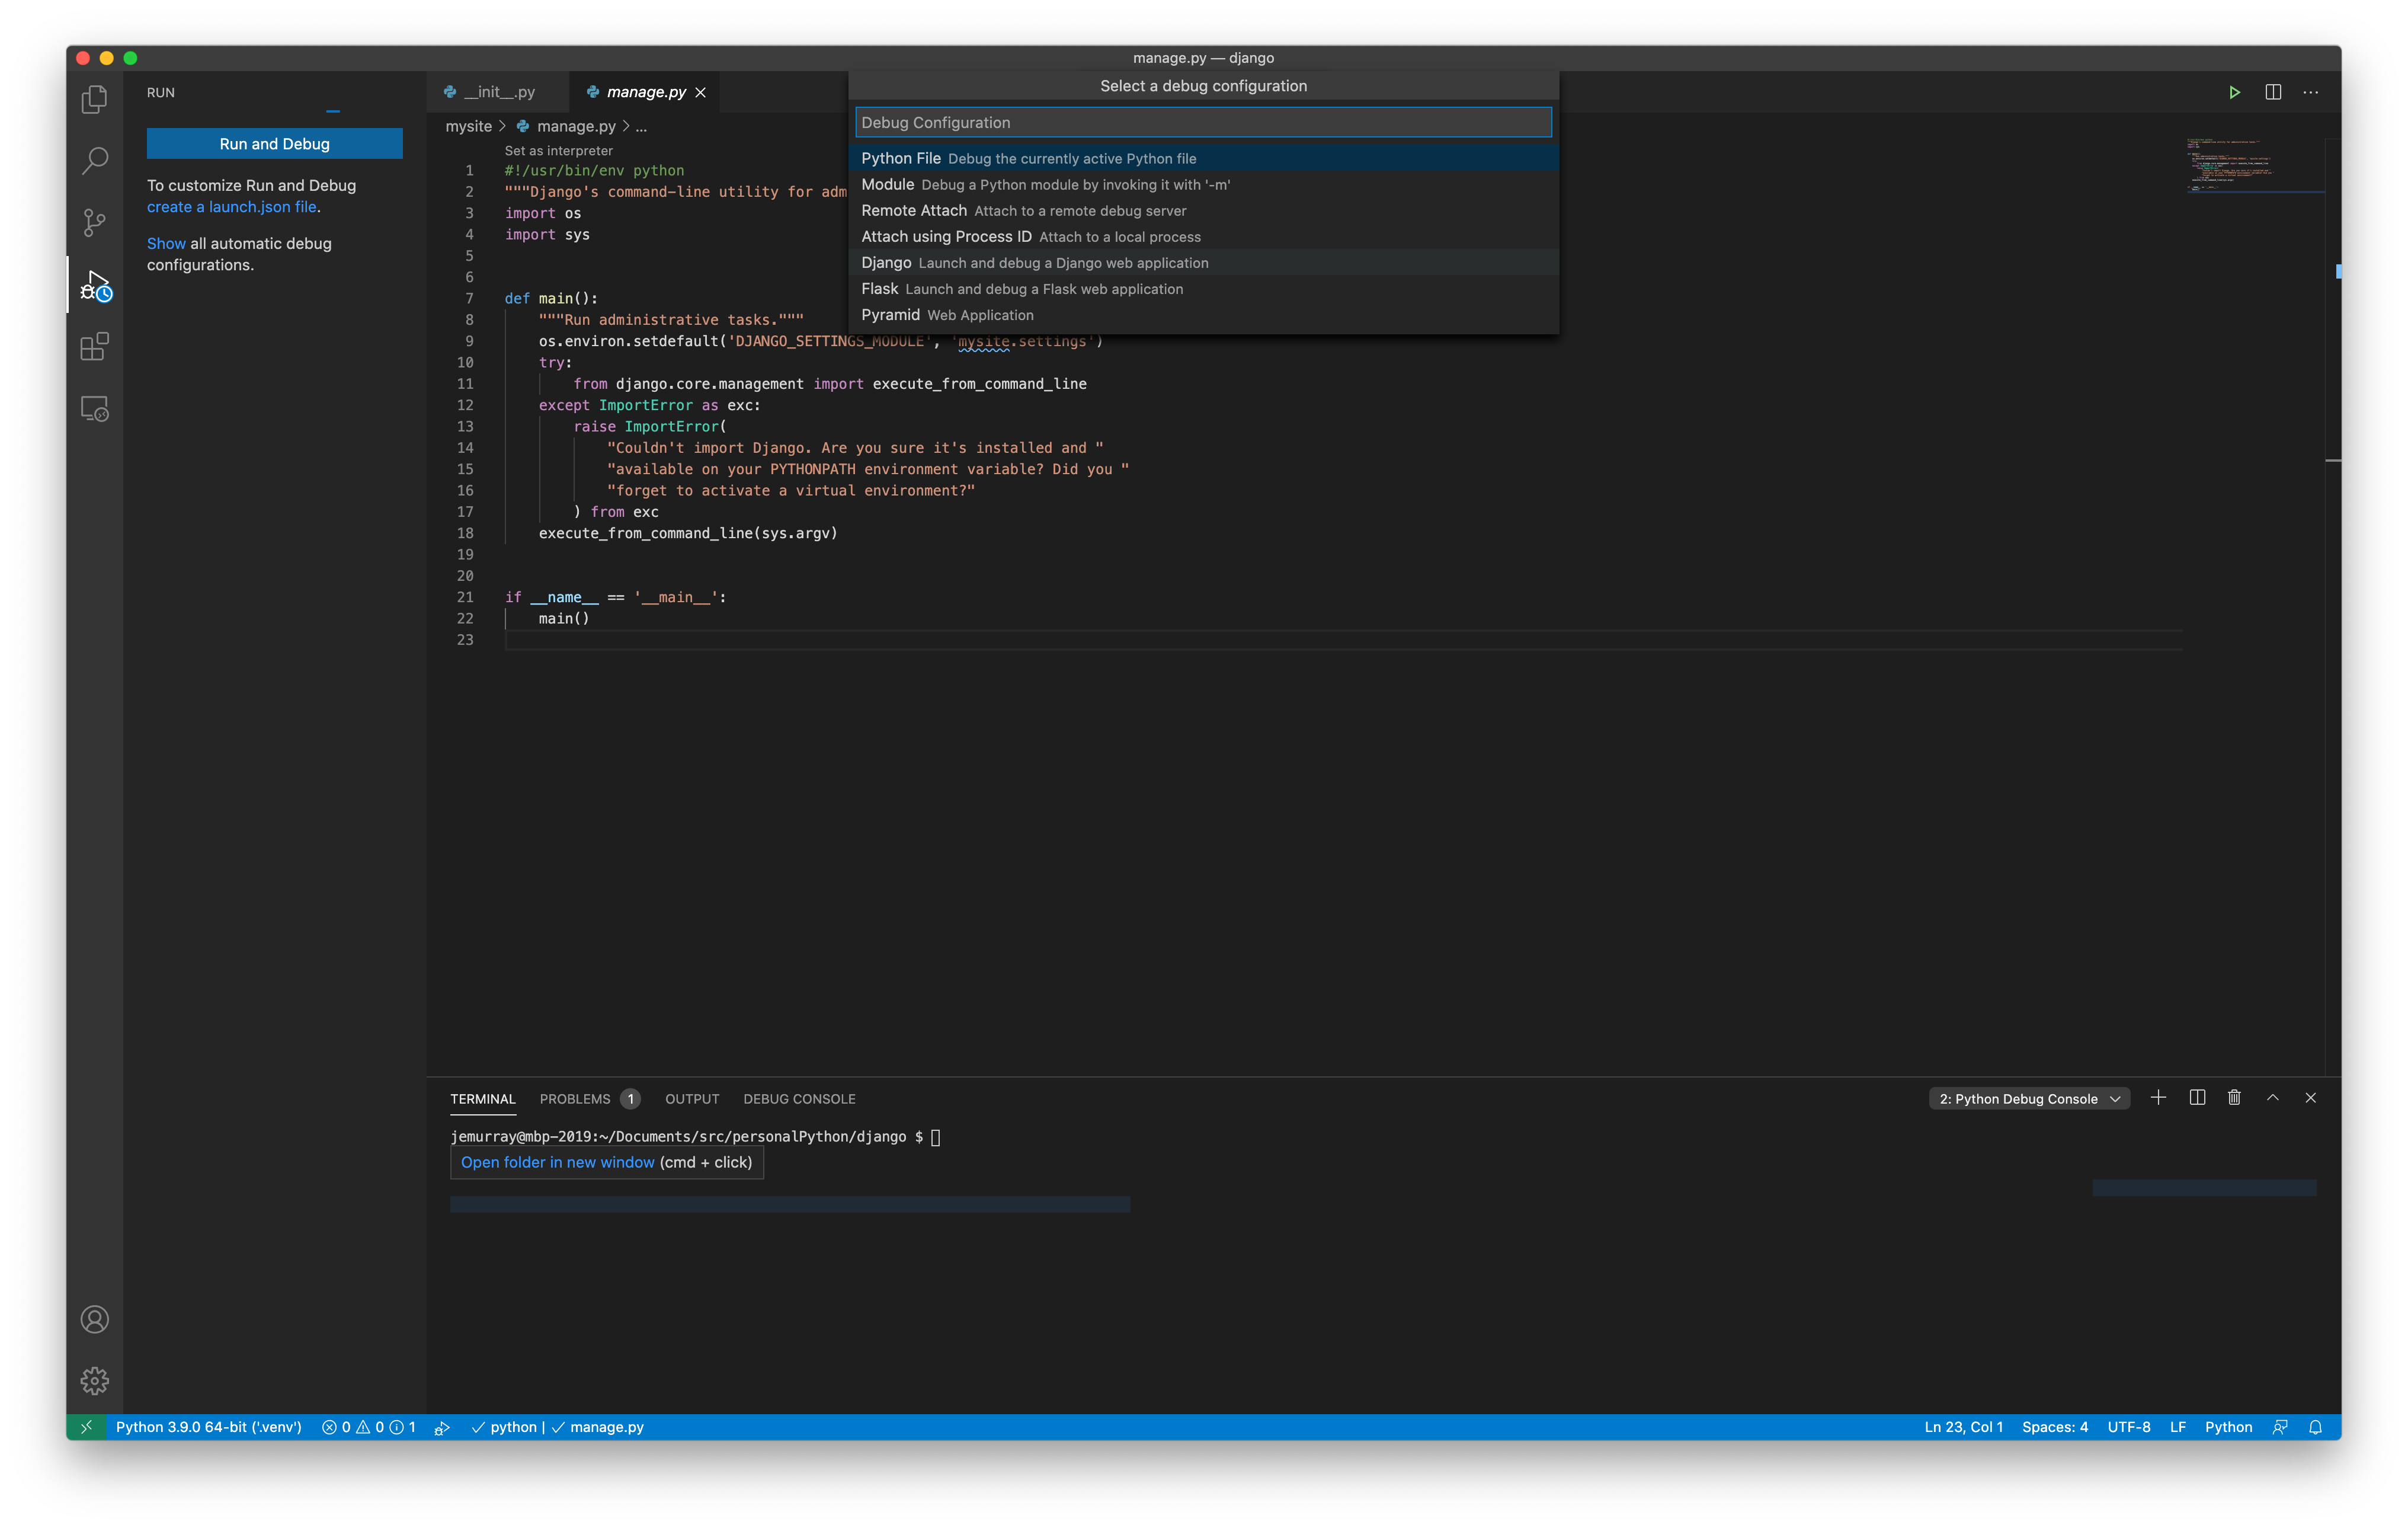 manage.py — django
RUN
Run and Debug
To customize Run and Debug
create a launch.json file.
Show all automatic debug
configurations.
__init__.py
manage.py
mysite > manage.py > ...
Select a debug configuration
Debug Configuration
Python File Debug the currently active Python file
Module Debug a Python module by invoking it with '-m'
Remote Attach Attach to a remote debug server
Attach using Process ID Attach to a local process
Django Launch and debug a Django web application
Flask Launch and debug a Flask web application
Pyramid Web Application
Set as interpreter
1 #!/usr/bin/env python
2 """Django's command-line utility for adm
3 import os
4 import sys
5
6
7 def main():
8 """Run administrative tasks."""
9 os.environ.setdefault('DJANGO_SETTINGS_MODULE', 'mysite.settings')
10 try:
11 from django.core.management import execute_from_command_line
12 except ImportError as exc:
13 raise ImportError(
14 "Couldn't import Django. Are you sure it's installed and "
15 "available on your PYTHONPATH environment variable? Did you "
16 "forget to activate a virtual environment?"
17 ) from exc
18 execute_from_command_line(sys.argv)
19
20
21 if __name__ == '__main__':
22 main()
23
TERMINAL PROBLEMS 1 OUTPUT DEBUG CONSOLE
2: Python Debug Console
jemurray@mbp-2019:~/Documents/src/personalPython/django $
Open folder in new window (cmd + click)
Python 3.9.0 64-bit ('.venv') 0 0 1 python | manage.py
Ln 23, Col 1 Spaces: 4 UTF-8 LF Python